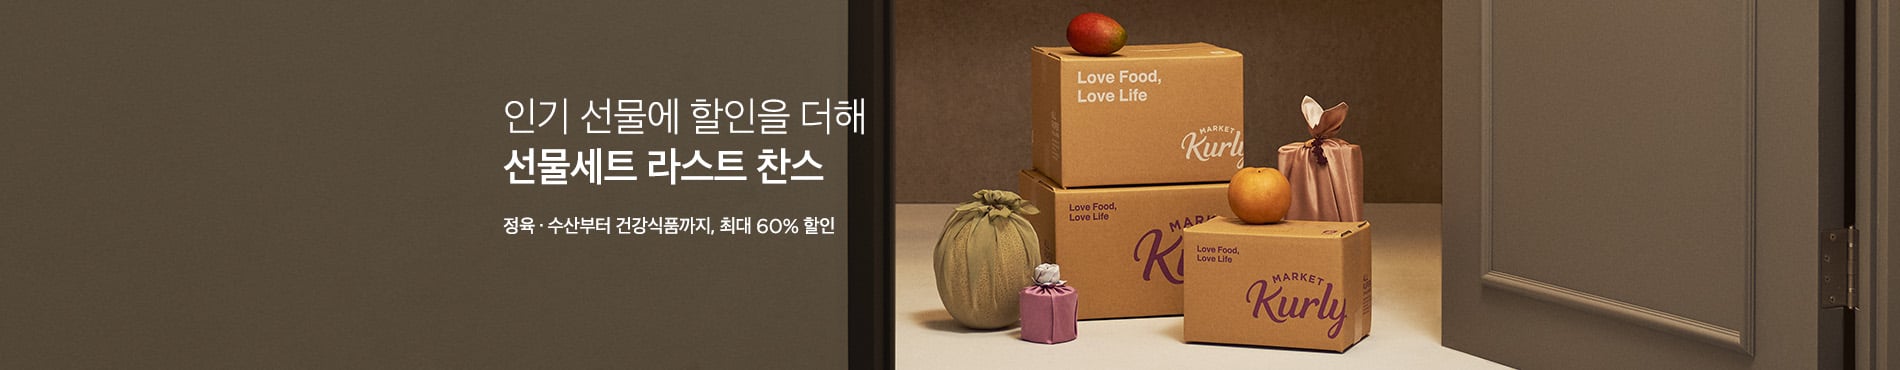 인기 선물에 할인을 더해
선물세트 라스트 찬스
정육 · 수산부터 건강식품까지, 최대 60% 할인
Love Food,
Love Life
MARKET
Kurly
Love Food,
Love Life
Love Food,
Love Life
MARKET
Kurly